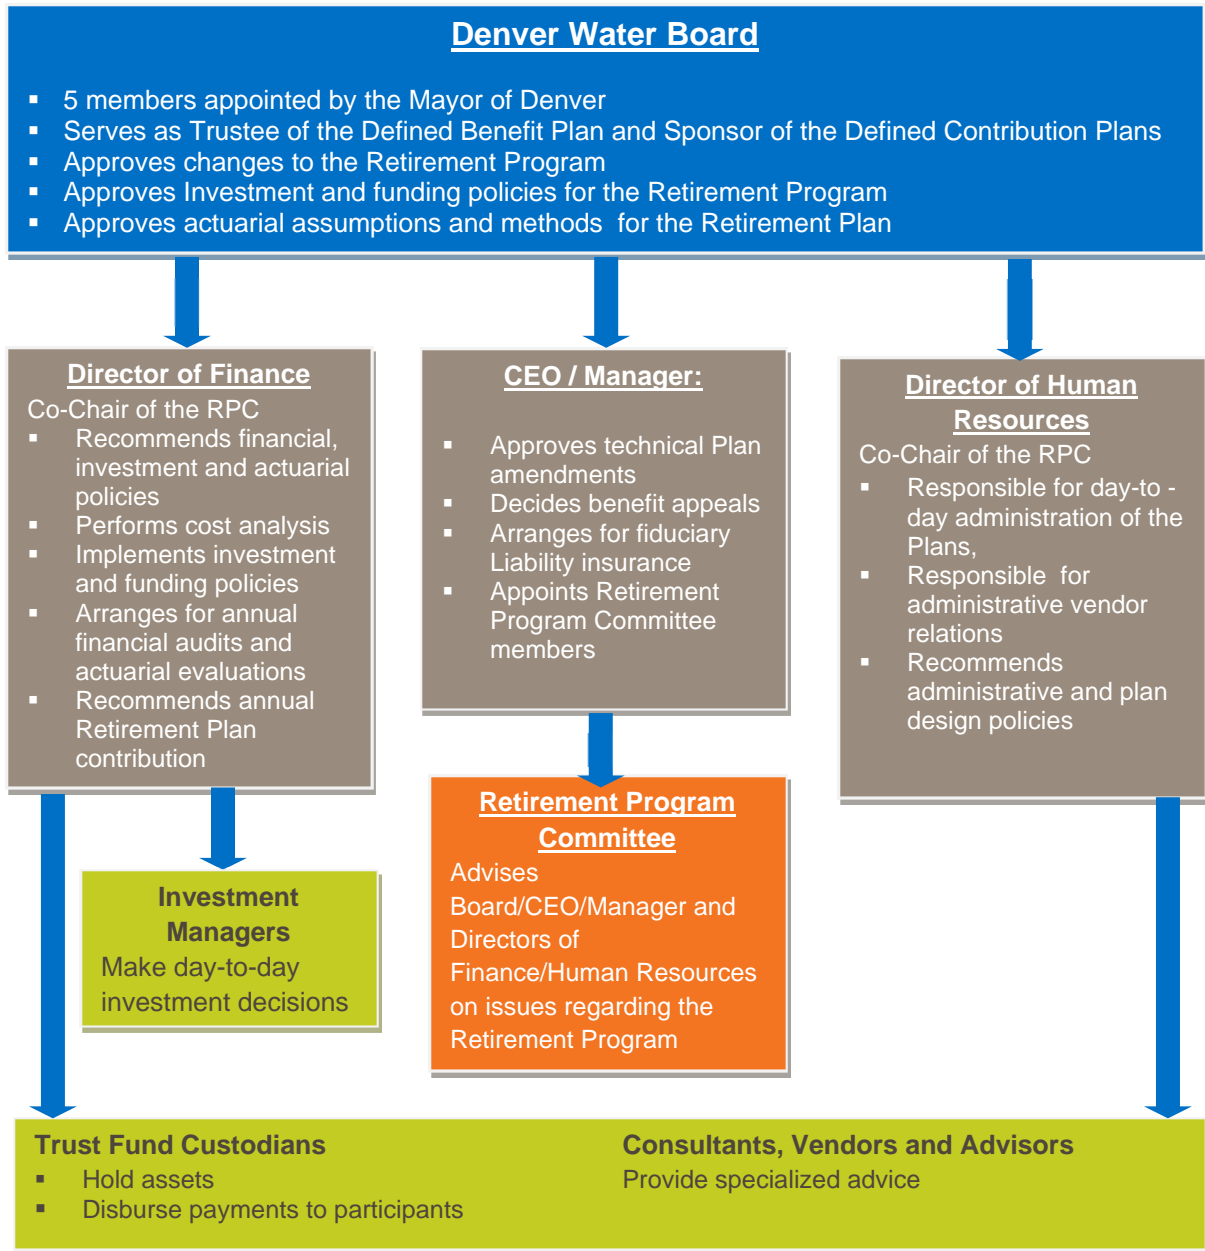 Denver Water Board
▪ 5 members appointed by the Mayor of Denver
▪ Serves as Trustee of the Defined Benefit Plan and Sponsor of the Defined Contribution Plans
▪ Approves changes to the Retirement Program
▪ Approves Investment and funding policies for the Retirement Program
▪ Approves actuarial assumptions and methods  for the Retirement Plan
Director of Finance
Co-Chair of the RPC
▪ Recommends financial,
investment and actuarial
policies
▪ Performs cost analysis
▪ Implements investment
and funding policies
▪ Arranges for annual
financial audits and
actuarial evaluations
▪ Recommends annual
Retirement Plan
contribution
CEO / Manager:
▪ Approves technical Plan
amendments
▪ Decides benefit appeals
▪ Arranges for fiduciary
Liability insurance
▪ Appoints Retirement
Program Committee
members
Director of Human
Resources
Co-Chair of the RPC
▪ Responsible for day-to -
day administration of the
Plans,
▪ Responsible  for
administrative vendor
relations
▪ Recommends
administrative and plan
design policies
Investment
Managers
Make day-to-day
investment decisions
Retirement Program
Committee
Advises
Board/CEO/Manager and
Directors of
Finance/Human Resources
on issues regarding the
Retirement Program
Trust Fund Custodians
▪ Hold assets
▪ Disburse payments to participants
Consultants, Vendors and Advisors
Provide specialized advice